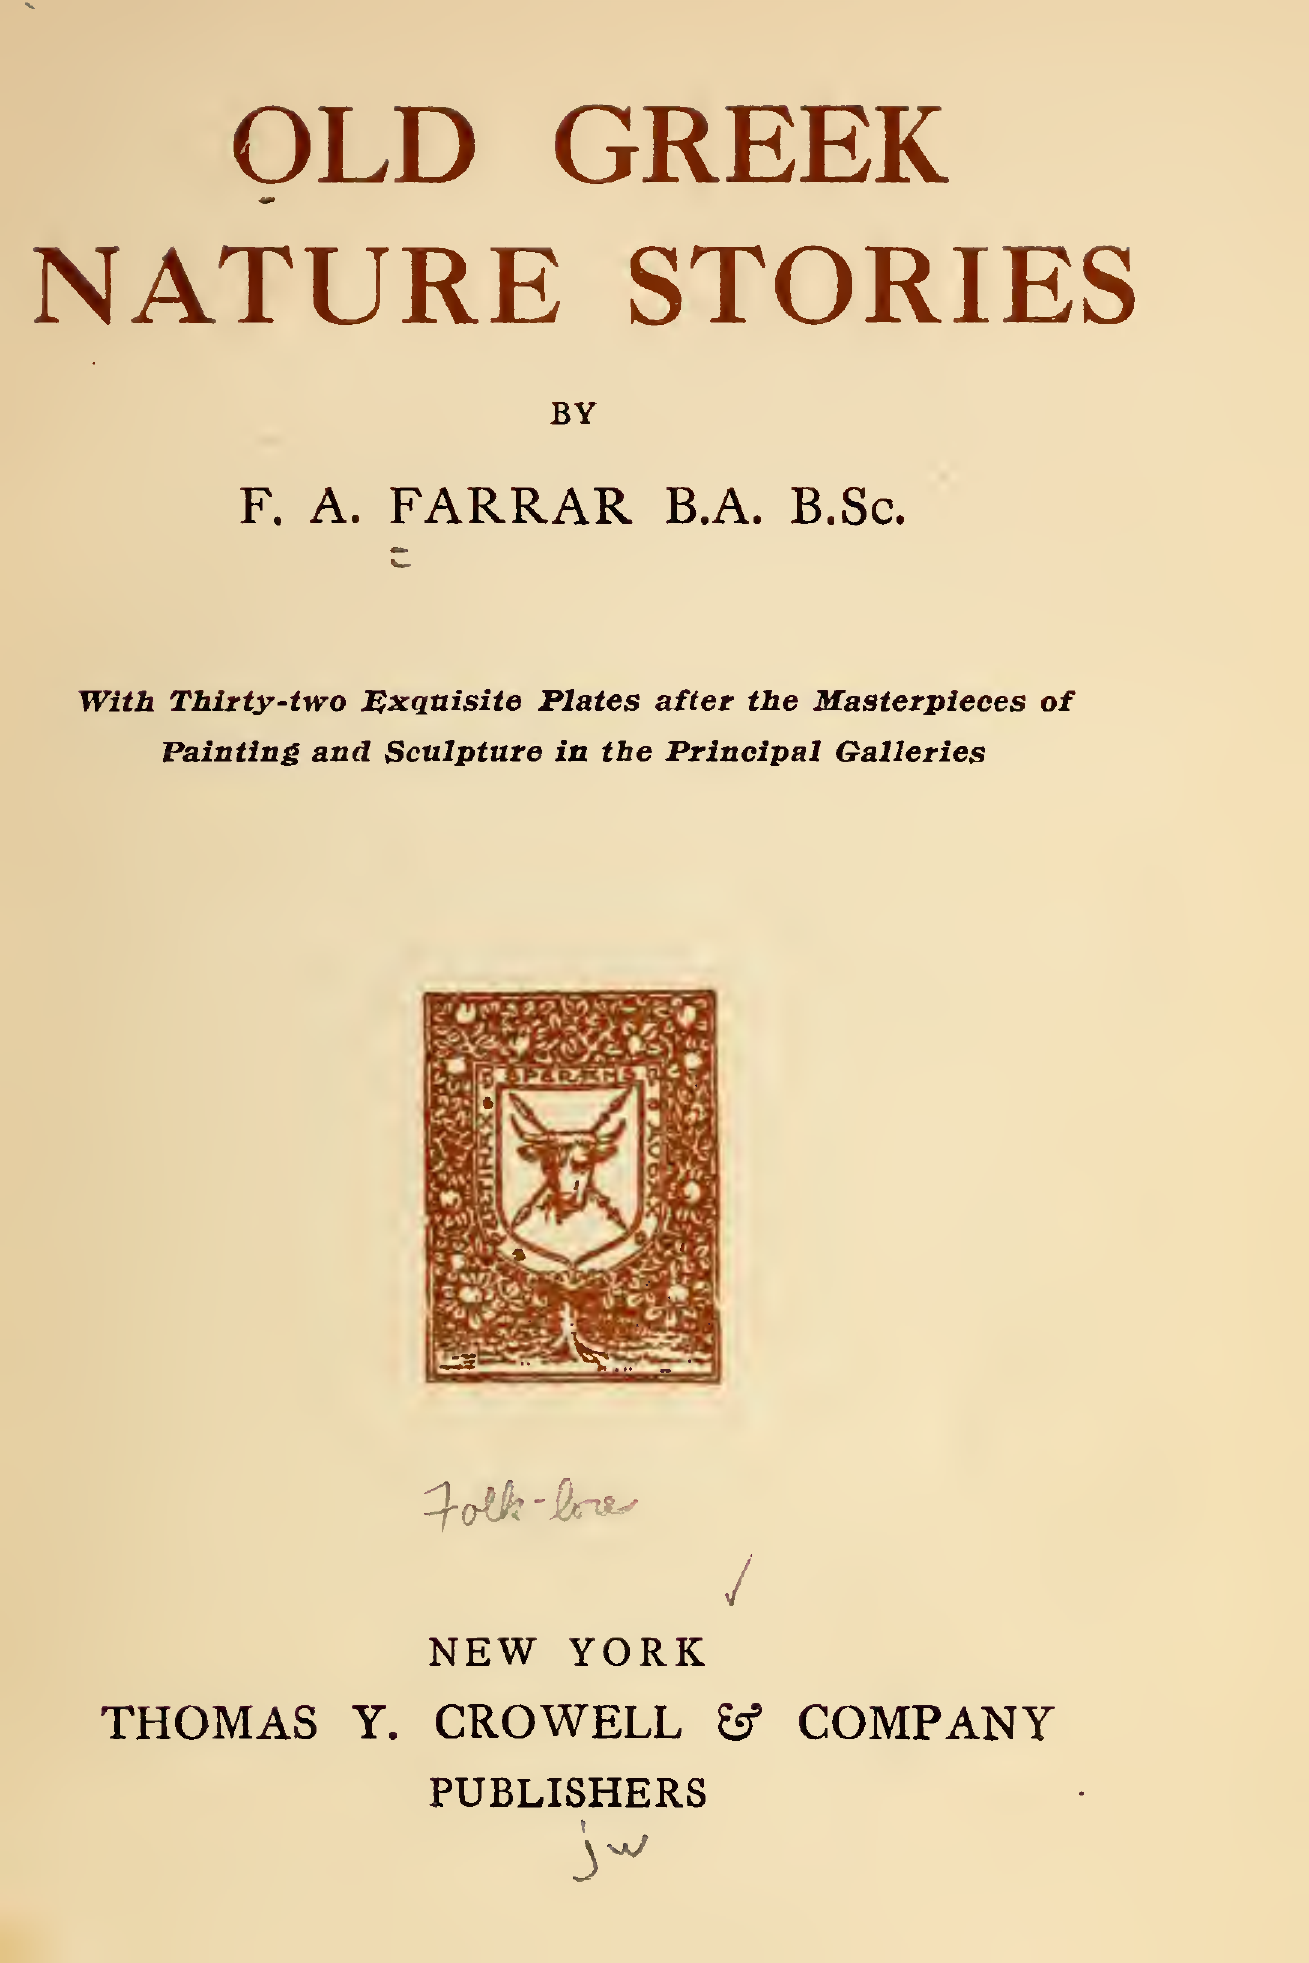 OLD GREEK
NATURE STORIES
BY
F. A. FARRAR B.A. B.Sc.
With Thirty-two Exquisite Plates after the Masterpieces of
Painting and Sculpture in the Principal Galleries
Folk-lore
NEW YORK
THOMAS Y. CROWELL & COMPANY
PUBLISHERS
jw